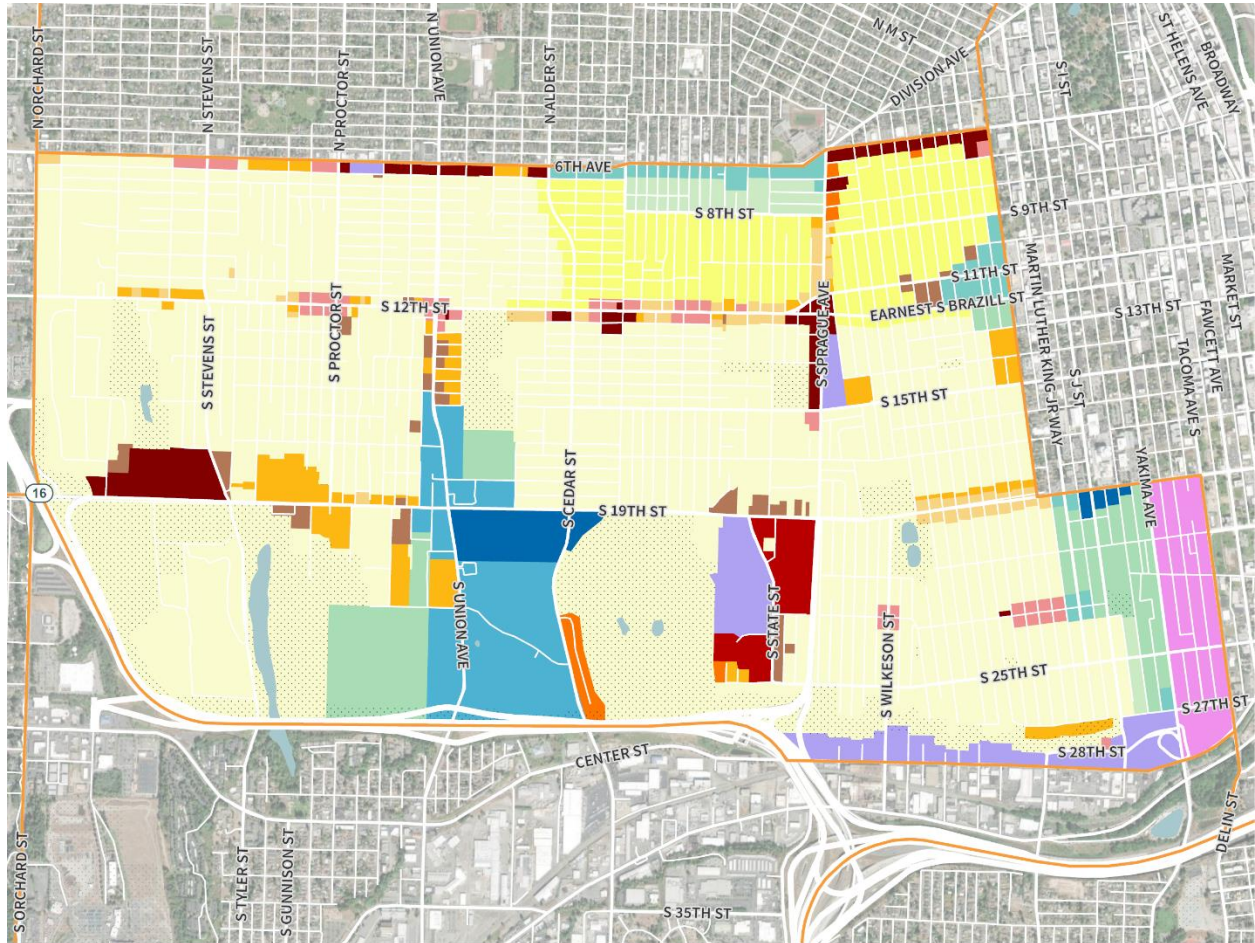 N ORCHARD ST
N STEVENS ST
N PROCTOR ST
N UNION AVE
N ALDER ST
N M ST
DIVISION AVE
S I ST
ST HELENS AVE
BROADWAY
6TH AVE
S 8TH ST
S 9TH ST
S 11TH ST
EARNEST S BRAZILL ST
S 12TH ST
S 13TH ST
MARTIN LUTHER KING JR WAY
MARKET ST
FAWCETT AVE
TACOMA AVE S
S J ST
S STEVENS ST
S PROCTOR ST
S SPRAGUE AVE
S 15TH ST
YAKIMA AVE
16
S CEDAR ST
S 19TH ST
S UNION AVE
S STATE ST
S WILKESON ST
S 25TH ST
S 27TH ST
S 28TH ST
CENTER ST
DELIN ST
S ORCHARD ST
S TYLER ST
S GUNNISON ST
S 35TH ST